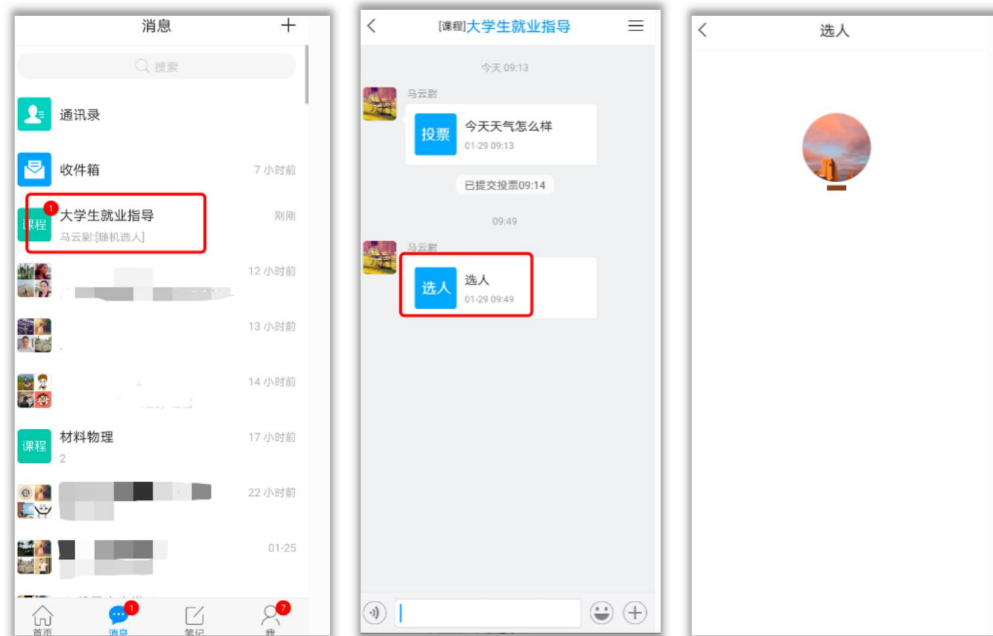 消息
搜索
通讯录
收件箱
7 小时前
1
课程
大学生就业指导
刚刚
马云尉:[随机选人]
12 小时前
13 小时前
14 小时前
课程
材料物理
17 小时前
2
22 小时前
01-25
首页
1
消息
笔记
7
我
[课程]大学生就业指导
今天 09:13
马云尉
投票
今天天气怎么样
01-29 09:13
已提交投票09:14
09:49
马云尉
选人
选人
01-29 09:49
选人